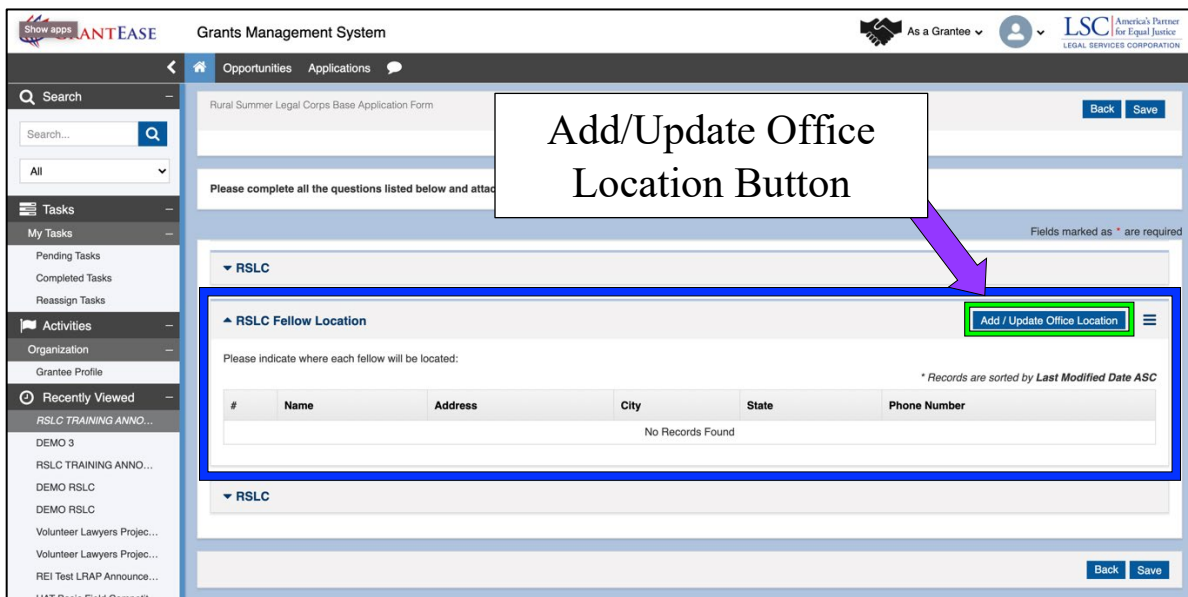 Show apps
ANTEASE
Grants Management System
As a Grantee
LSC America's Partner for Equal Justice
LEGAL SERVICES CORPORATION
Opportunities Applications
Search
Search...
All
Tasks
My Tasks
Pending Tasks
Completed Tasks
Reassign Tasks
Activities
Organization
Grantee Profile
Recently Viewed
RSLC TRAINING ANNO...
DEMO 3
RSLC TRAINING ANNO...
DEMO RSLC
DEMO RSLC
Volunteer Lawyers Projec...
Volunteer Lawyers Projec...
REI Test LRAP Announce...
Rural Summer Legal Corps Base Application Form
Back Save
Add/Update Office
Location Button
Please complete all the questions listed below and attac
Fields marked as * are required
RSLC
RSLC Fellow Location
Add / Update Office Location
Please indicate where each fellow will be located:
* Records are sorted by Last Modified Date ASC
# Name Address City State Phone Number
No Records Found
RSLC
Back Save